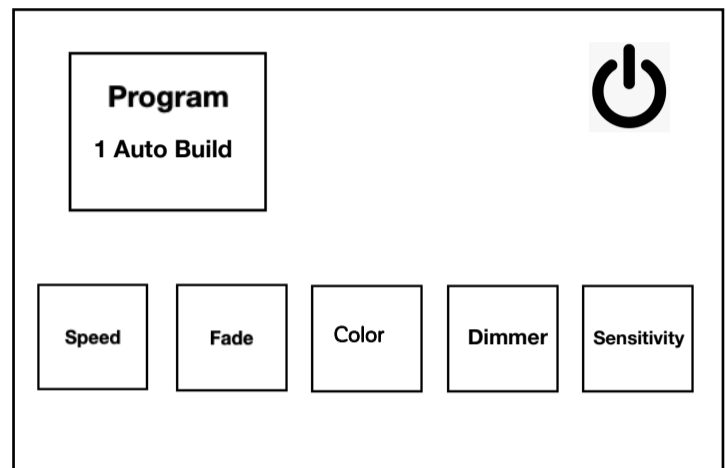 Program
1 Auto Build
Speed
Fade
Color
Dimmer
Sensitivity